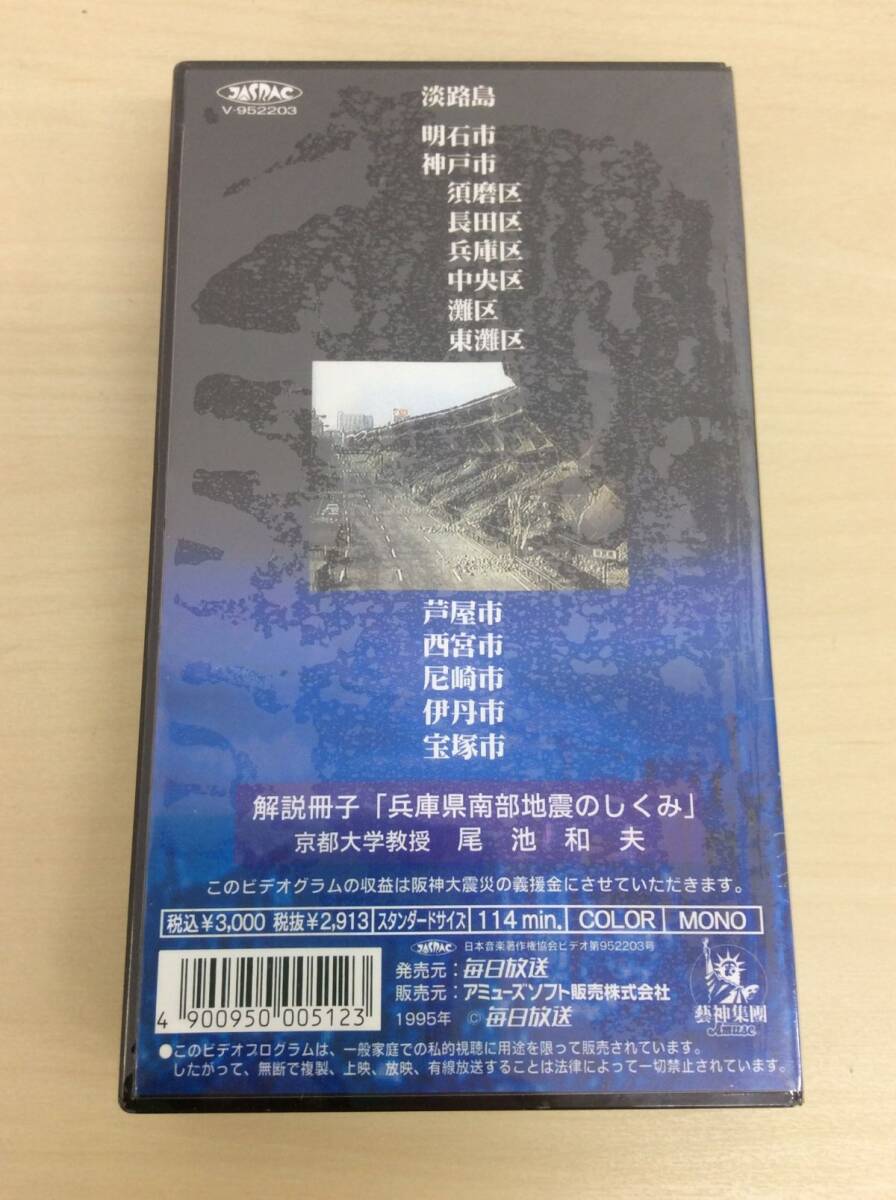 JASRAC
V-952203
淡路島
明石市
神戸市
須磨区
長田区
兵庫区
中央区
灘区
東灘区
芦屋市
西宮市
尼崎市
伊丹市
宝塚市
解説冊子「兵庫県南部地震のしくみ」
京都大学教授 尾池和夫
このビデオグラムの収益は阪神大震災の義援金にさせていただきます。
税込¥3,000 税抜¥2,913 スタンダードサイズ 114 min. COLOR MONO
JASRAC 日本音楽著作権協会ビデオ第952203号
発売元:毎日放送
販売元:アミューズソフト販売株式会社
1995年 ©毎日放送
藝神集團
Amuse
4 900950 005123
●このビデオプログラムは、一般家庭での私的視聴に用途を限って販売されています。
したがって、無断で複製、上映、放映、有線放送することは法律によって一切禁止されています。